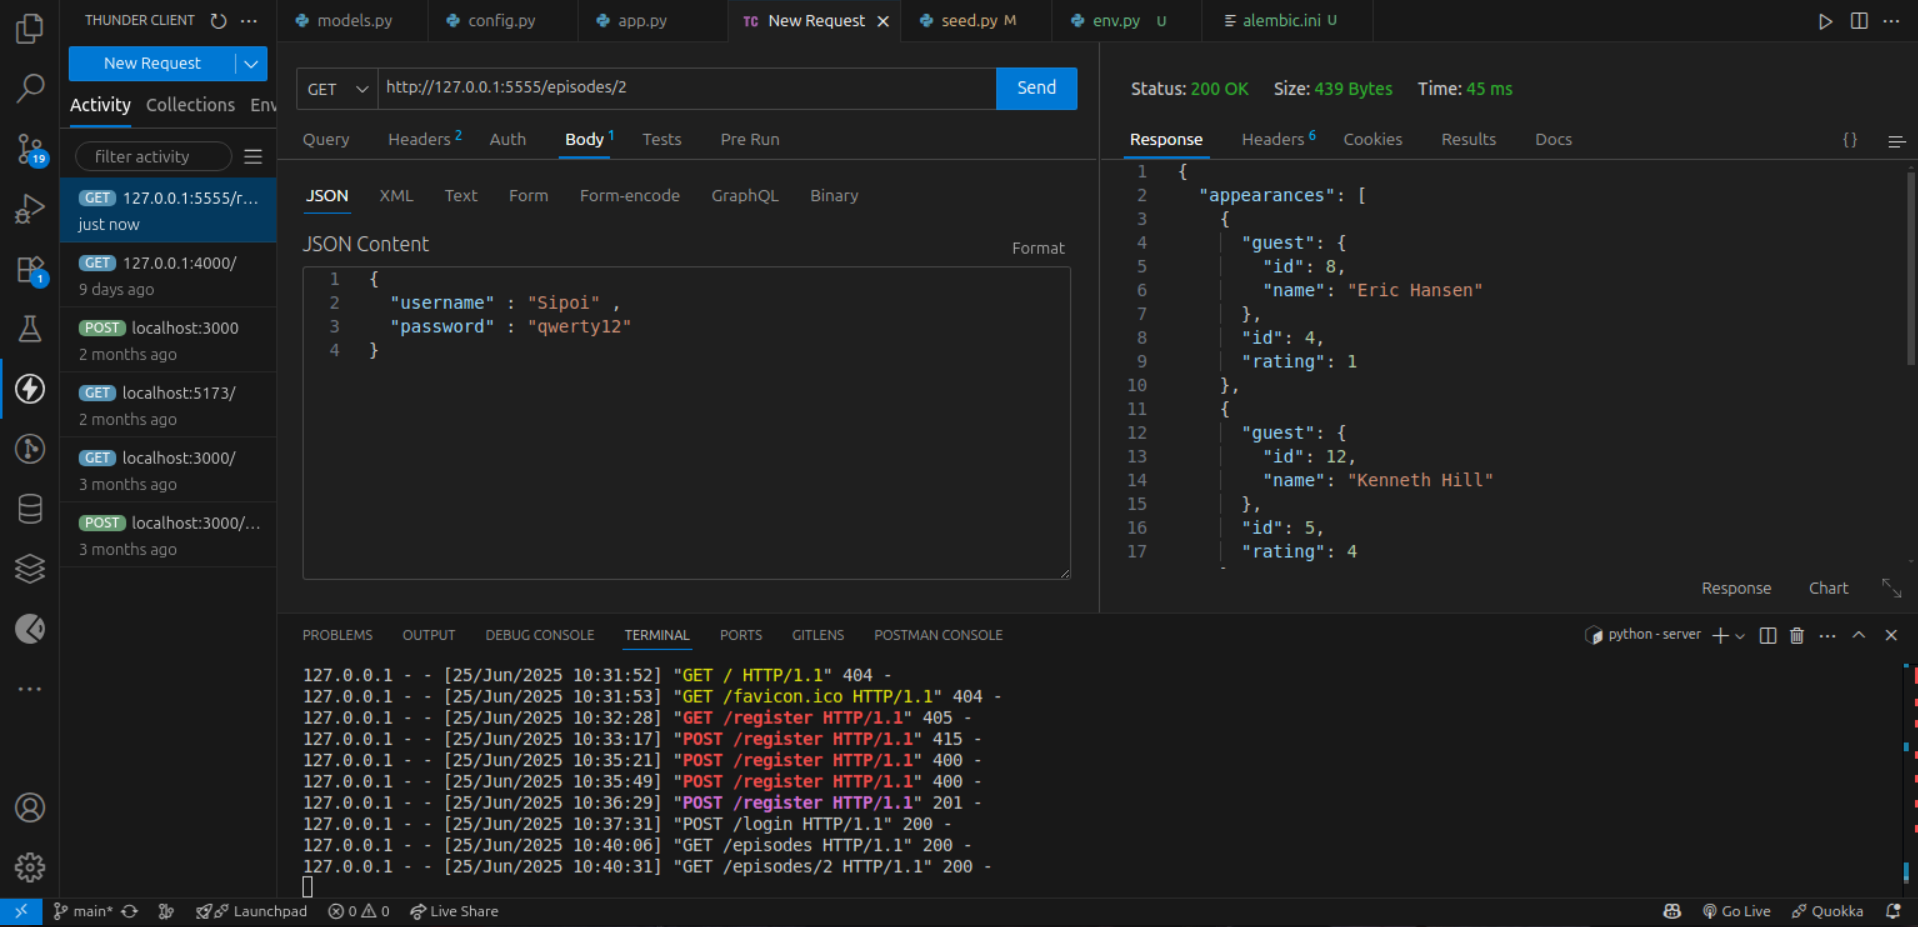 THUNDER CLIENT
models.py
config.py
app.py
TC New Request
seed.py M
env.py U
alembic.ini U
New Request
Activity Collections Env
filter activity
GET 127.0.0.1:5555/r...
just now
GET 127.0.0.1:4000/
9 days ago
POST localhost:3000
2 months ago
GET localhost:5173/
2 months ago
GET localhost:3000/
3 months ago
POST localhost:3000/...
3 months ago
19
1
GET http://127.0.0.1:5555/episodes/2 Send
Query Headers 2 Auth Body 1 Tests Pre Run
JSON XML Text Form Form-encode GraphQL Binary
JSON Content Format
1 {
2 "username" : "Sipoi" ,
3 "password" : "qwerty12"
4 }
Status: 200 OK Size: 439 Bytes Time: 45 ms
Response Headers 6 Cookies Results Docs {}
1 {
2 "appearances": [
3 {
4 "guest": {
5 "id": 8,
6 "name": "Eric Hansen"
7 },
8 "id": 4,
9 "rating": 1
10 },
11 {
12 "guest": {
13 "id": 12,
14 "name": "Kenneth Hill"
15 },
16 "id": 5,
17 "rating": 4
Response Chart
PROBLEMS OUTPUT DEBUG CONSOLE TERMINAL PORTS GITLENS POSTMAN CONSOLE
python - server
127.0.0.1 - - [25/Jun/2025 10:31:52] "GET / HTTP/1.1" 404 -
127.0.0.1 - - [25/Jun/2025 10:31:53] "GET /favicon.ico HTTP/1.1" 404 -
127.0.0.1 - - [25/Jun/2025 10:32:28] "GET /register HTTP/1.1" 405 -
127.0.0.1 - - [25/Jun/2025 10:33:17] "POST /register HTTP/1.1" 415 -
127.0.0.1 - - [25/Jun/2025 10:35:21] "POST /register HTTP/1.1" 400 -
127.0.0.1 - - [25/Jun/2025 10:35:49] "POST /register HTTP/1.1" 400 -
127.0.0.1 - - [25/Jun/2025 10:36:29] "POST /register HTTP/1.1" 201 -
127.0.0.1 - - [25/Jun/2025 10:37:31] "POST /login HTTP/1.1" 200 -
127.0.0.1 - - [25/Jun/2025 10:40:06] "GET /episodes HTTP/1.1" 200 -
127.0.0.1 - - [25/Jun/2025 10:40:31] "GET /episodes/2 HTTP/1.1" 200 -
main* Launchpad 0 0 Live Share Go Live Quokka